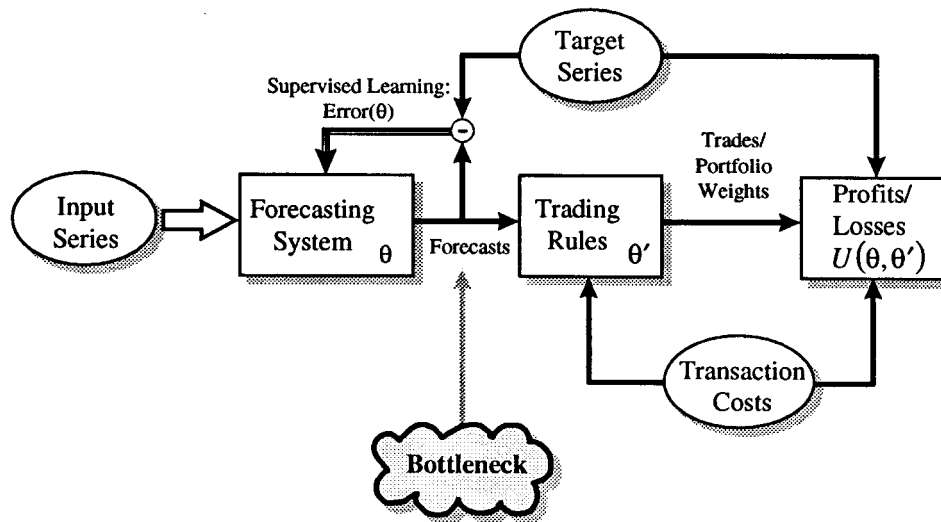 Target
Series
Supervised Learning:
Error(θ)
−
Trades/
Portfolio
Weights
Input
Series
Forecasting
System
θ
Forecasts
Trading
Rules
θ′
Profits/
Losses
U(θ,θ′)
Transaction
Costs
Bottleneck